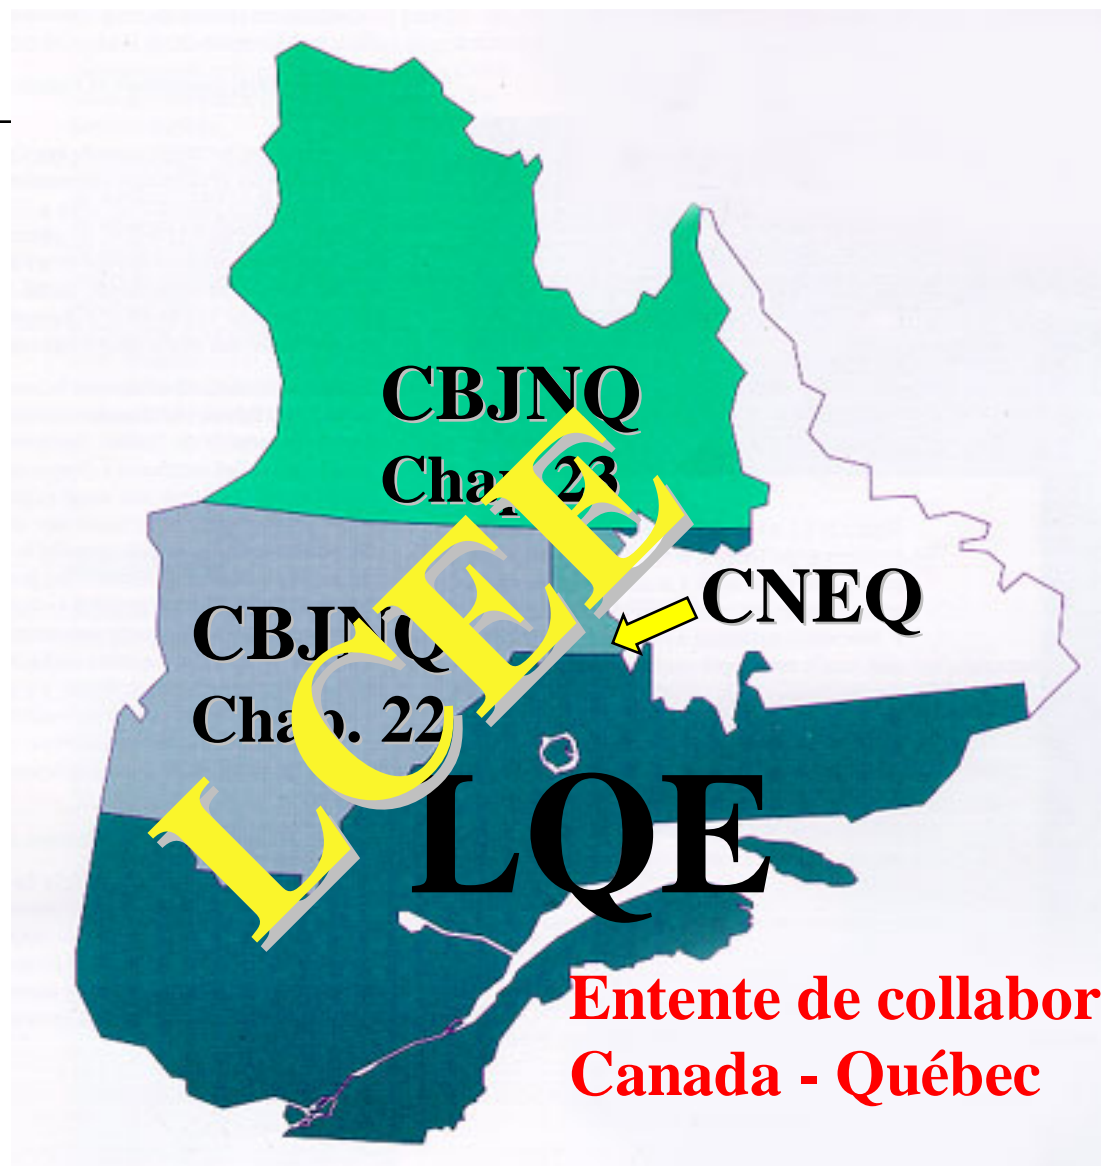 CBJNQ
Chap. 23
CNEQ
CBJNQ
Chap. 22
LCEE
LQE
Entente de collabor
Canada - Québec